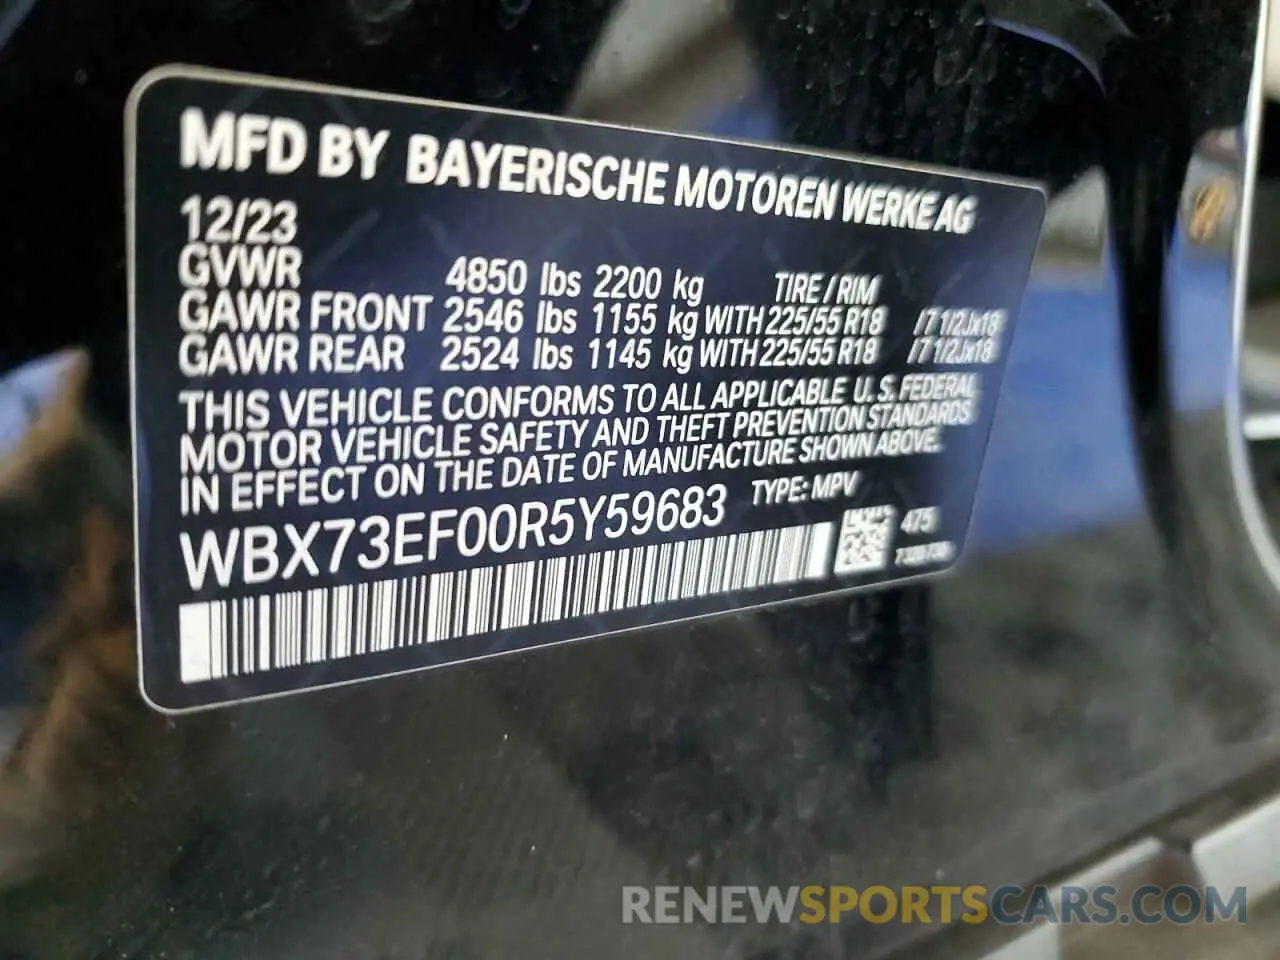 MFD BY BAYERISCHE MOTOREN WERKE AG
12/23
GVWR 4850 lbs 2200 kg TIRE / RIM
GAWR FRONT 2546 lbs 1155 kg WITH 225/55 R18 /7 1/2Jx18
GAWR REAR 2524 lbs 1145 kg WITH 225/55 R18 /7 1/2Jx18
THIS VEHICLE CONFORMS TO ALL APPLICABLE U.S. FEDERAL
MOTOR VEHICLE SAFETY AND THEFT PREVENTION STANDARDS
IN EFFECT ON THE DATE OF MANUFACTURE SHOWN ABOVE.
WBX73EF00R5Y59683 TYPE: MPV
475
RENEWSPORTSCARS.COM